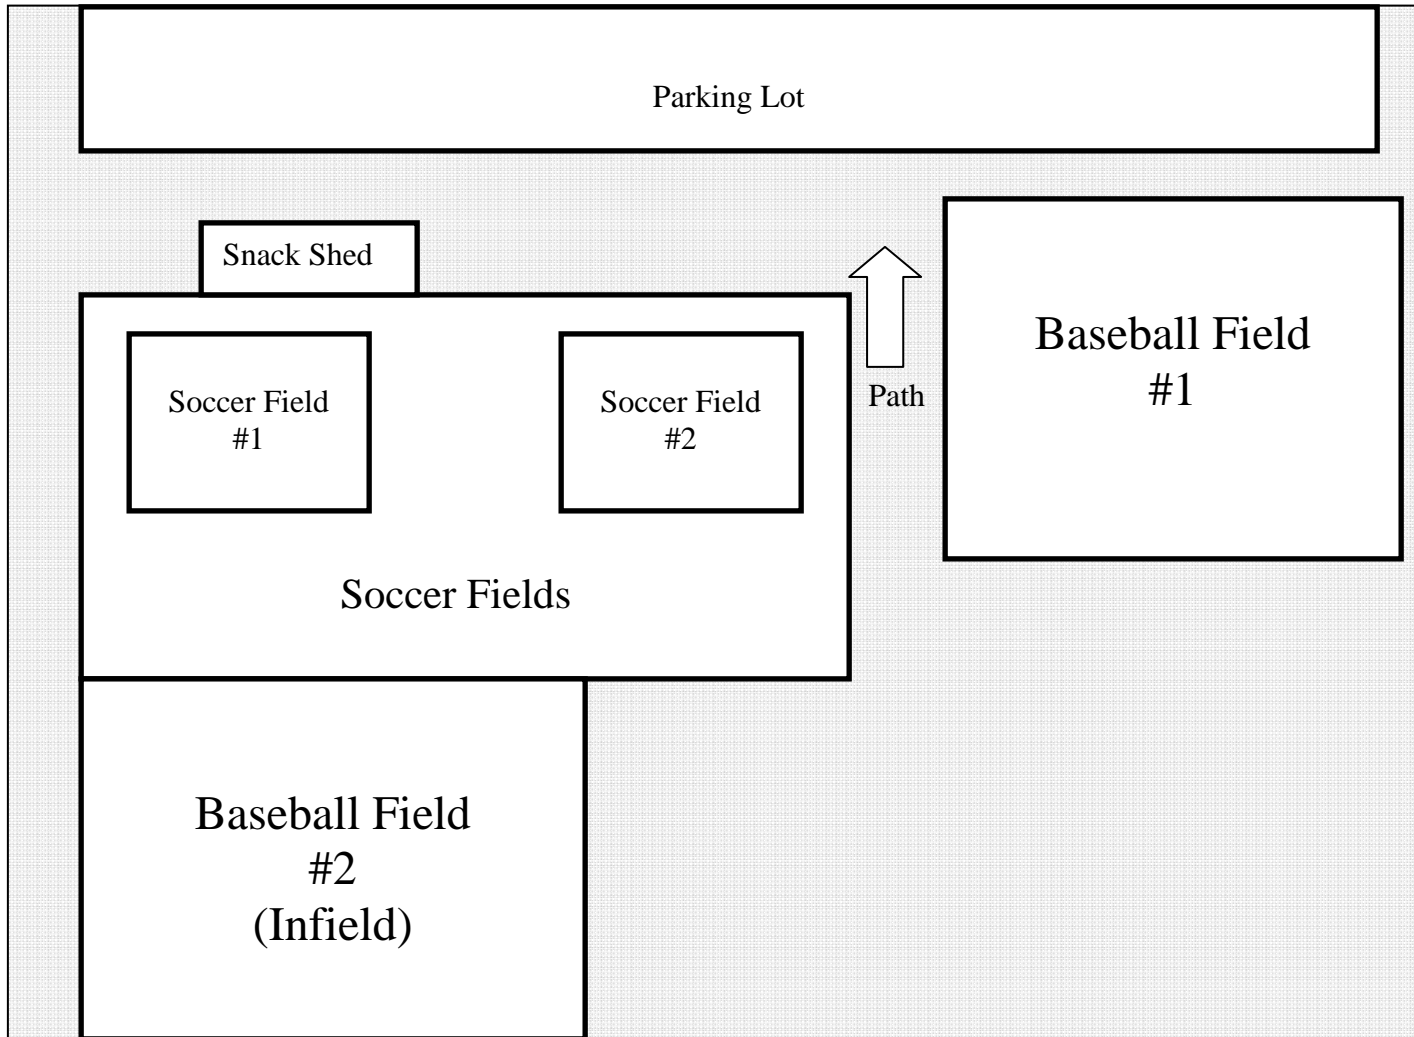 Parking Lot
Snack Shed
Soccer Field
#1
Soccer Field
#2
Path
Baseball Field
#1
Soccer Fields
Baseball Field
#2
(Infield)